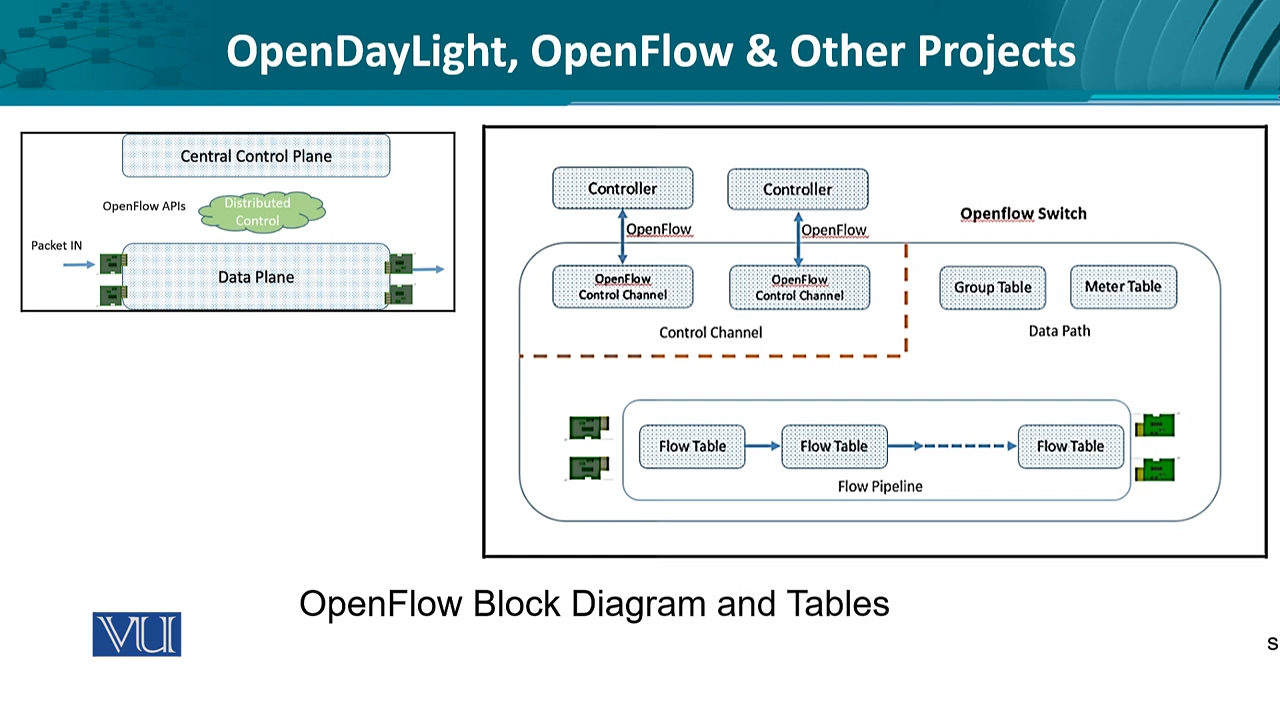 OpenDayLight, OpenFlow & Other Projects
Central Control Plane
OpenFlow APIs
Distributed
Control
Packet IN
Data Plane
Controller
Controller
Openflow Switch
OpenFlow
OpenFlow
OpenFlow
Control Channel
OpenFlow
Control Channel
Group Table
Meter Table
Control Channel
Data Path
Flow Table
Flow Table
Flow Table
Flow Pipeline
OpenFlow Block Diagram and Tables
VU
s